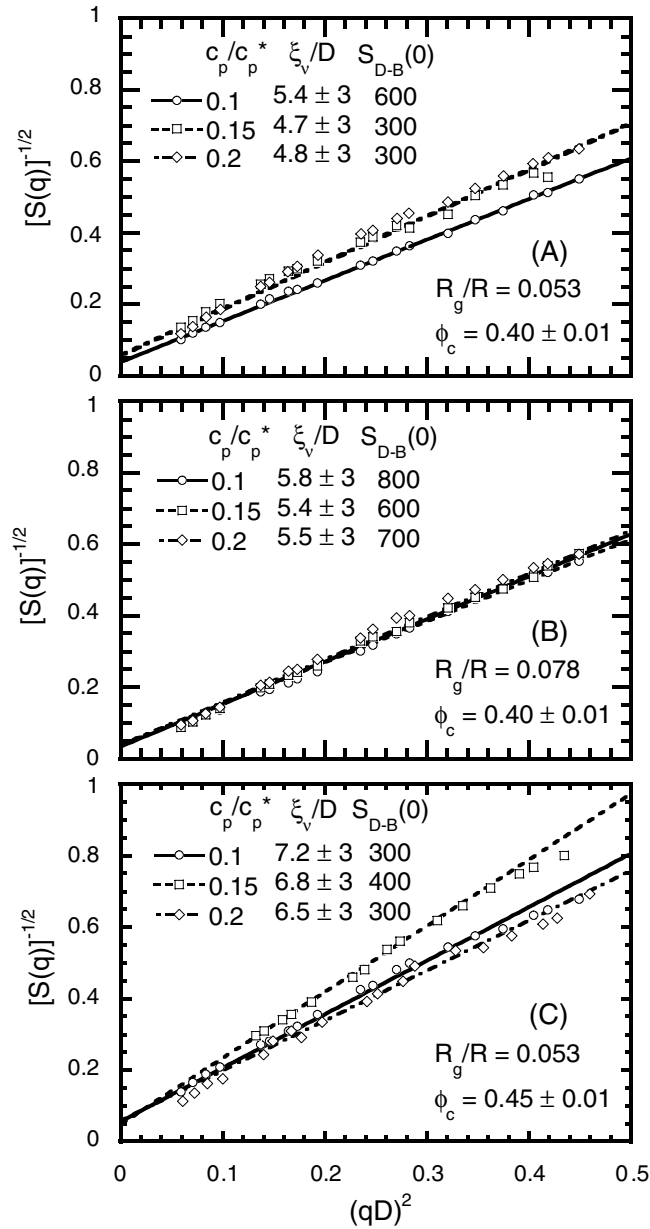 1
c_p/c_p* ξ_ν/D S_D-B(0)
0.1 5.4 ± 3 600
0.8
0.15 4.7 ± 3 300
0.2 4.8 ± 3 300
0.6
[S(q)]^-1/2
0.4
(A)
R_g/R = 0.053
0.2
ϕ_c = 0.40 ± 0.01
0
1
c_p/c_p* ξ_ν/D S_D-B(0)
0.1 5.8 ± 3 800
0.8
0.15 5.4 ± 3 600
0.2 5.5 ± 3 700
0.6
[S(q)]^-1/2
0.4
(B)
R_g/R = 0.078
0.2
ϕ_c = 0.40 ± 0.01
0
1
c_p/c_p* ξ_ν/D S_D-B(0)
0.1 7.2 ± 3 300
0.8
0.15 6.8 ± 3 400
0.2 6.5 ± 3 300
0.6
[S(q)]^-1/2
0.4
(C)
R_g/R = 0.053
0.2
ϕ_c = 0.45 ± 0.01
0
0 0.1 0.2 0.3 0.4 0.5
(qD)^2